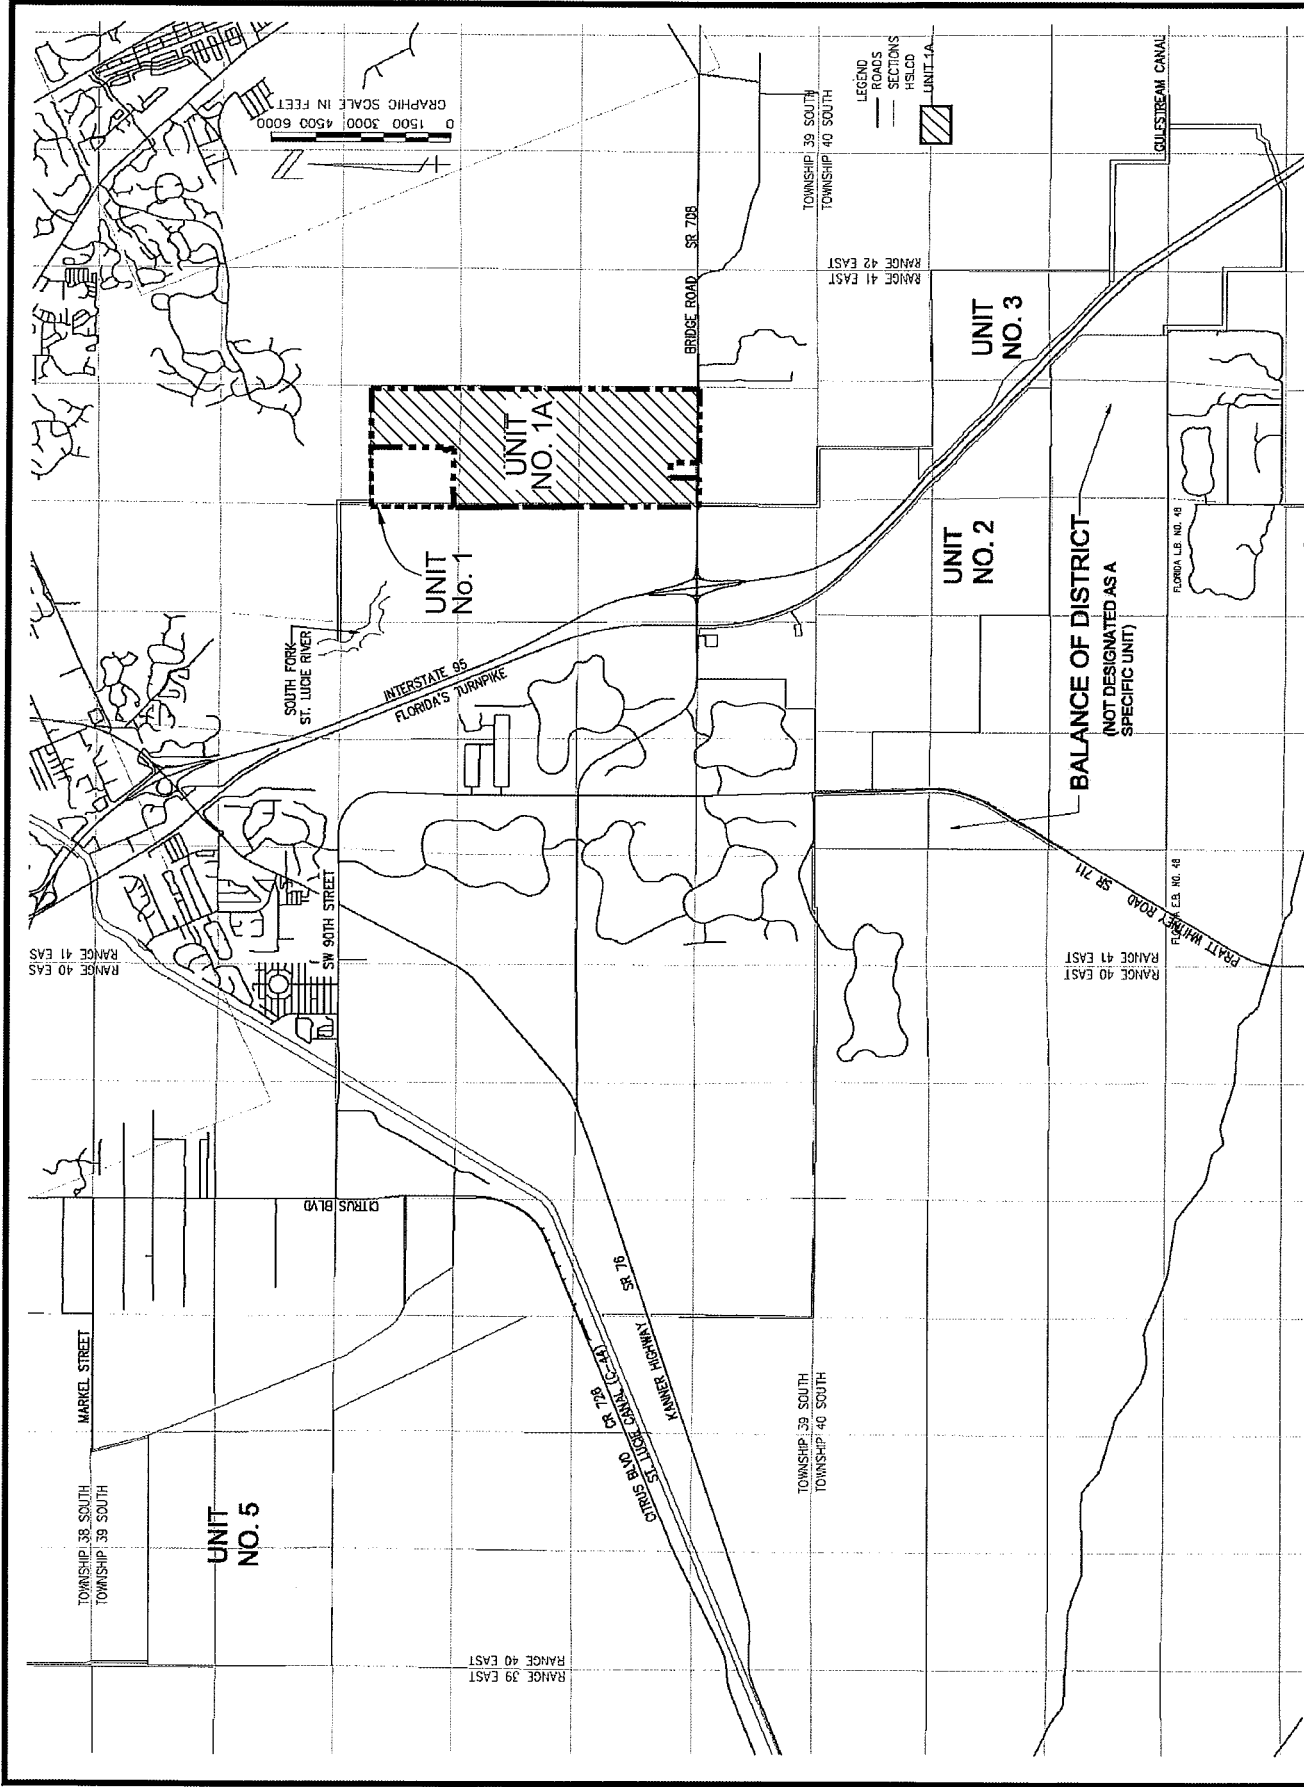 MARKEL STREET
TOWNSHIP 38 SOUTH
TOWNSHIP 39 SOUTH
UNIT
NO. 5
RANGE 39 EAST
RANGE 40 EAST
CITRUS BLVD
RANGE 40 EAS
RANGE 41 EAS
SW 90TH STREET
SOUTH FORK
ST. LUCIE RIVER
INTERSTATE 95
FLORIDA'S TURNPIKE
UNIT
No. 1
UNIT
NO. 1A
GRAPHIC SCALE IN FEET
0 1500 3000 4500 6000
BRIDGE ROAD SR 708
CITRUS BLVD CR 726
ST. LUCIE CANAL (C-44)
KANNER HIGHWAY SR 76
TOWNSHIP 39 SOUTH
TOWNSHIP 40 SOUTH
TOWNSHIP 39 SOUTH
TOWNSHIP 40 SOUTH
RANGE 41 EAST
RANGE 42 EAST
LEGEND
ROADS
SECTIONS
HSLCD
UNIT 1A
UNIT
NO. 2
UNIT
NO. 3
BALANCE OF DISTRICT
(NOT DESIGNATED AS A
SPECIFIC UNIT)
RANGE 40 EAST
RANGE 41 EAST
PRATT WHITNEY ROAD SR 711
E.B. NO. 48
FLORIDA L.B. NO. 48
GULFSTREAM CANAL